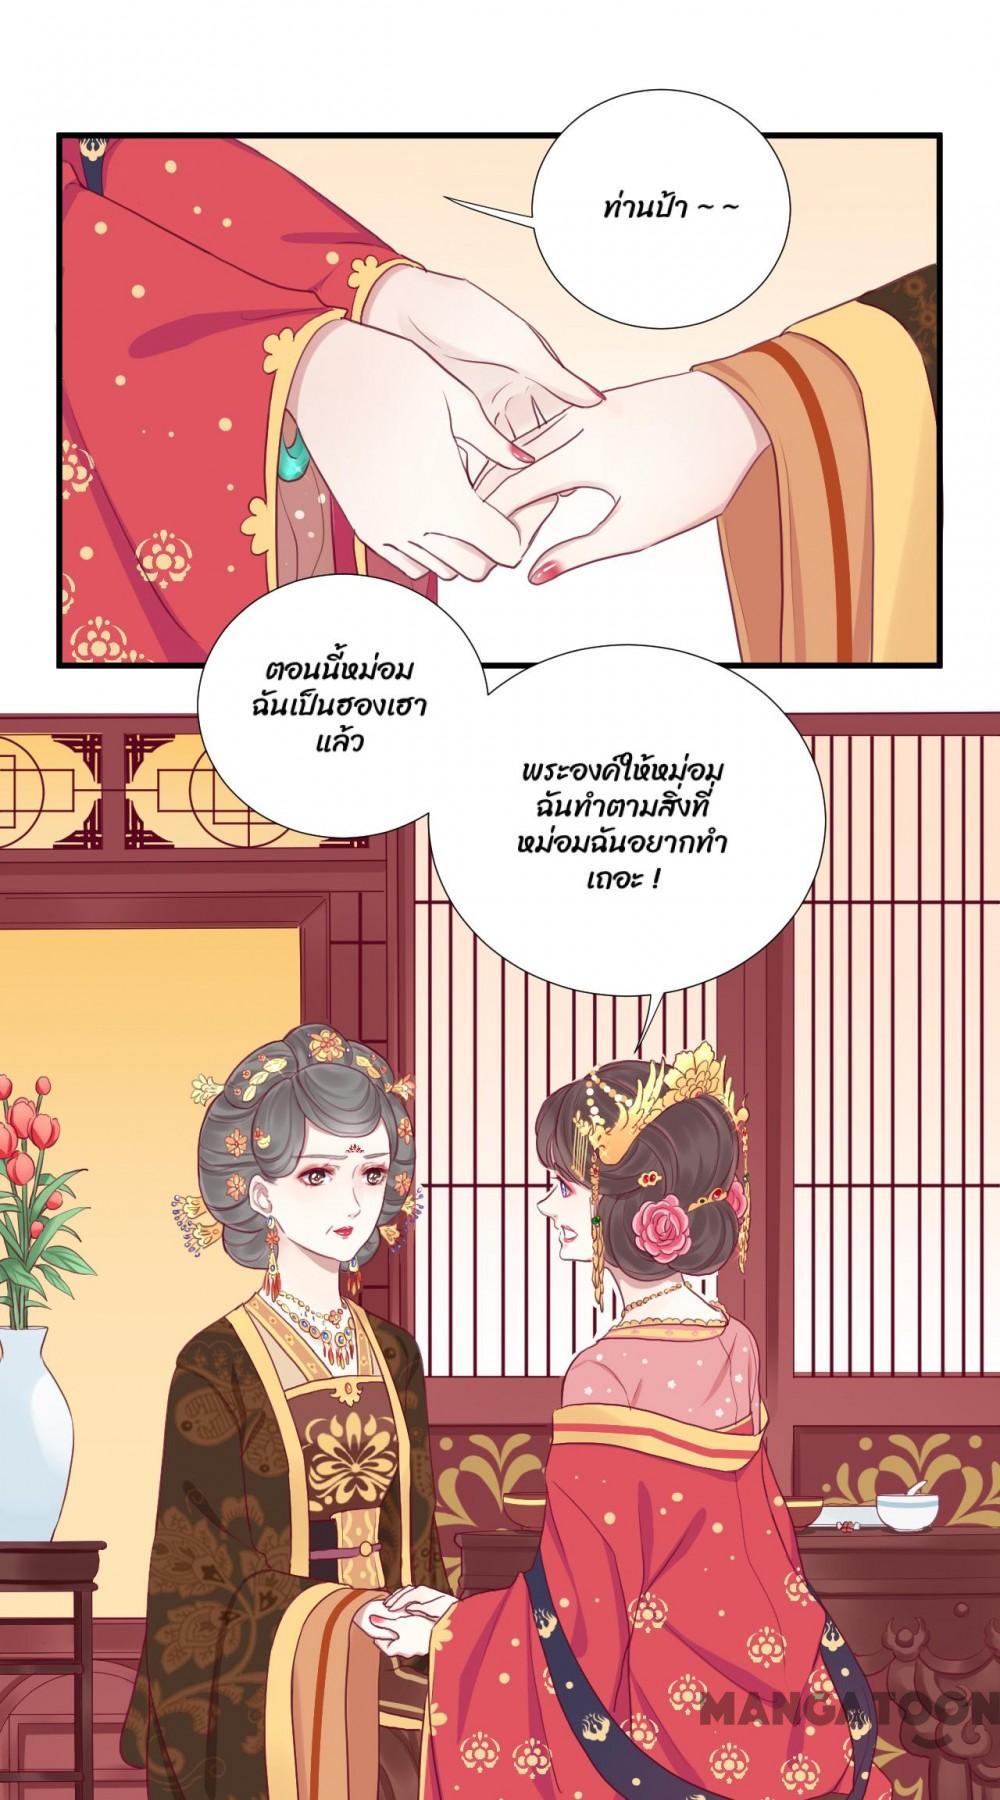 ท่านป้า ~ ~
ตอนนี้หม่อม
ฉันเป็นฮองเฮา
แล้ว
พระองค์ให้หม่อม
ฉันทำตามสิ่งที่
หม่อมฉันอยากทำ
เถอะ !
MANGATOON